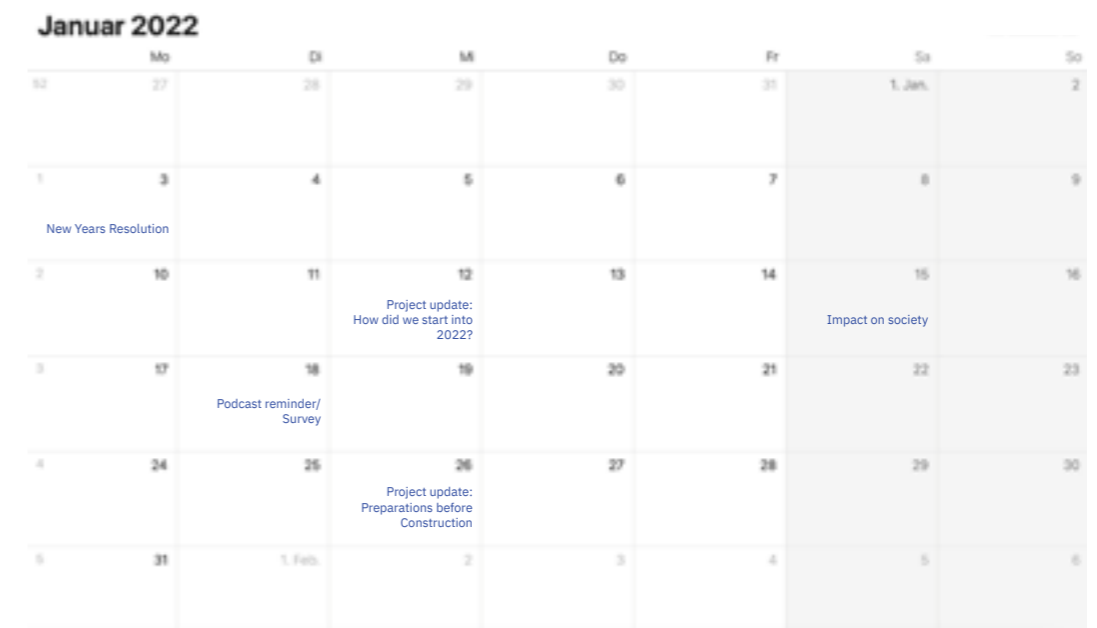 Januar 2022
Mo Di Mi Do Fr Sa So
52 27 28 29 30 31 1. Jan. 2
1 3 4 5 6 7 8 9
New Years Resolution
2 10 11 12 13 14 15 16
Project update:
How did we start into
2022?
Impact on society
3 17 18 19 20 21 22 23
Podcast reminder/
Survey
4 24 25 26 27 28 29 30
Project update:
Preparations before
Construction
5 31 1. Feb. 2 3 4 5 6